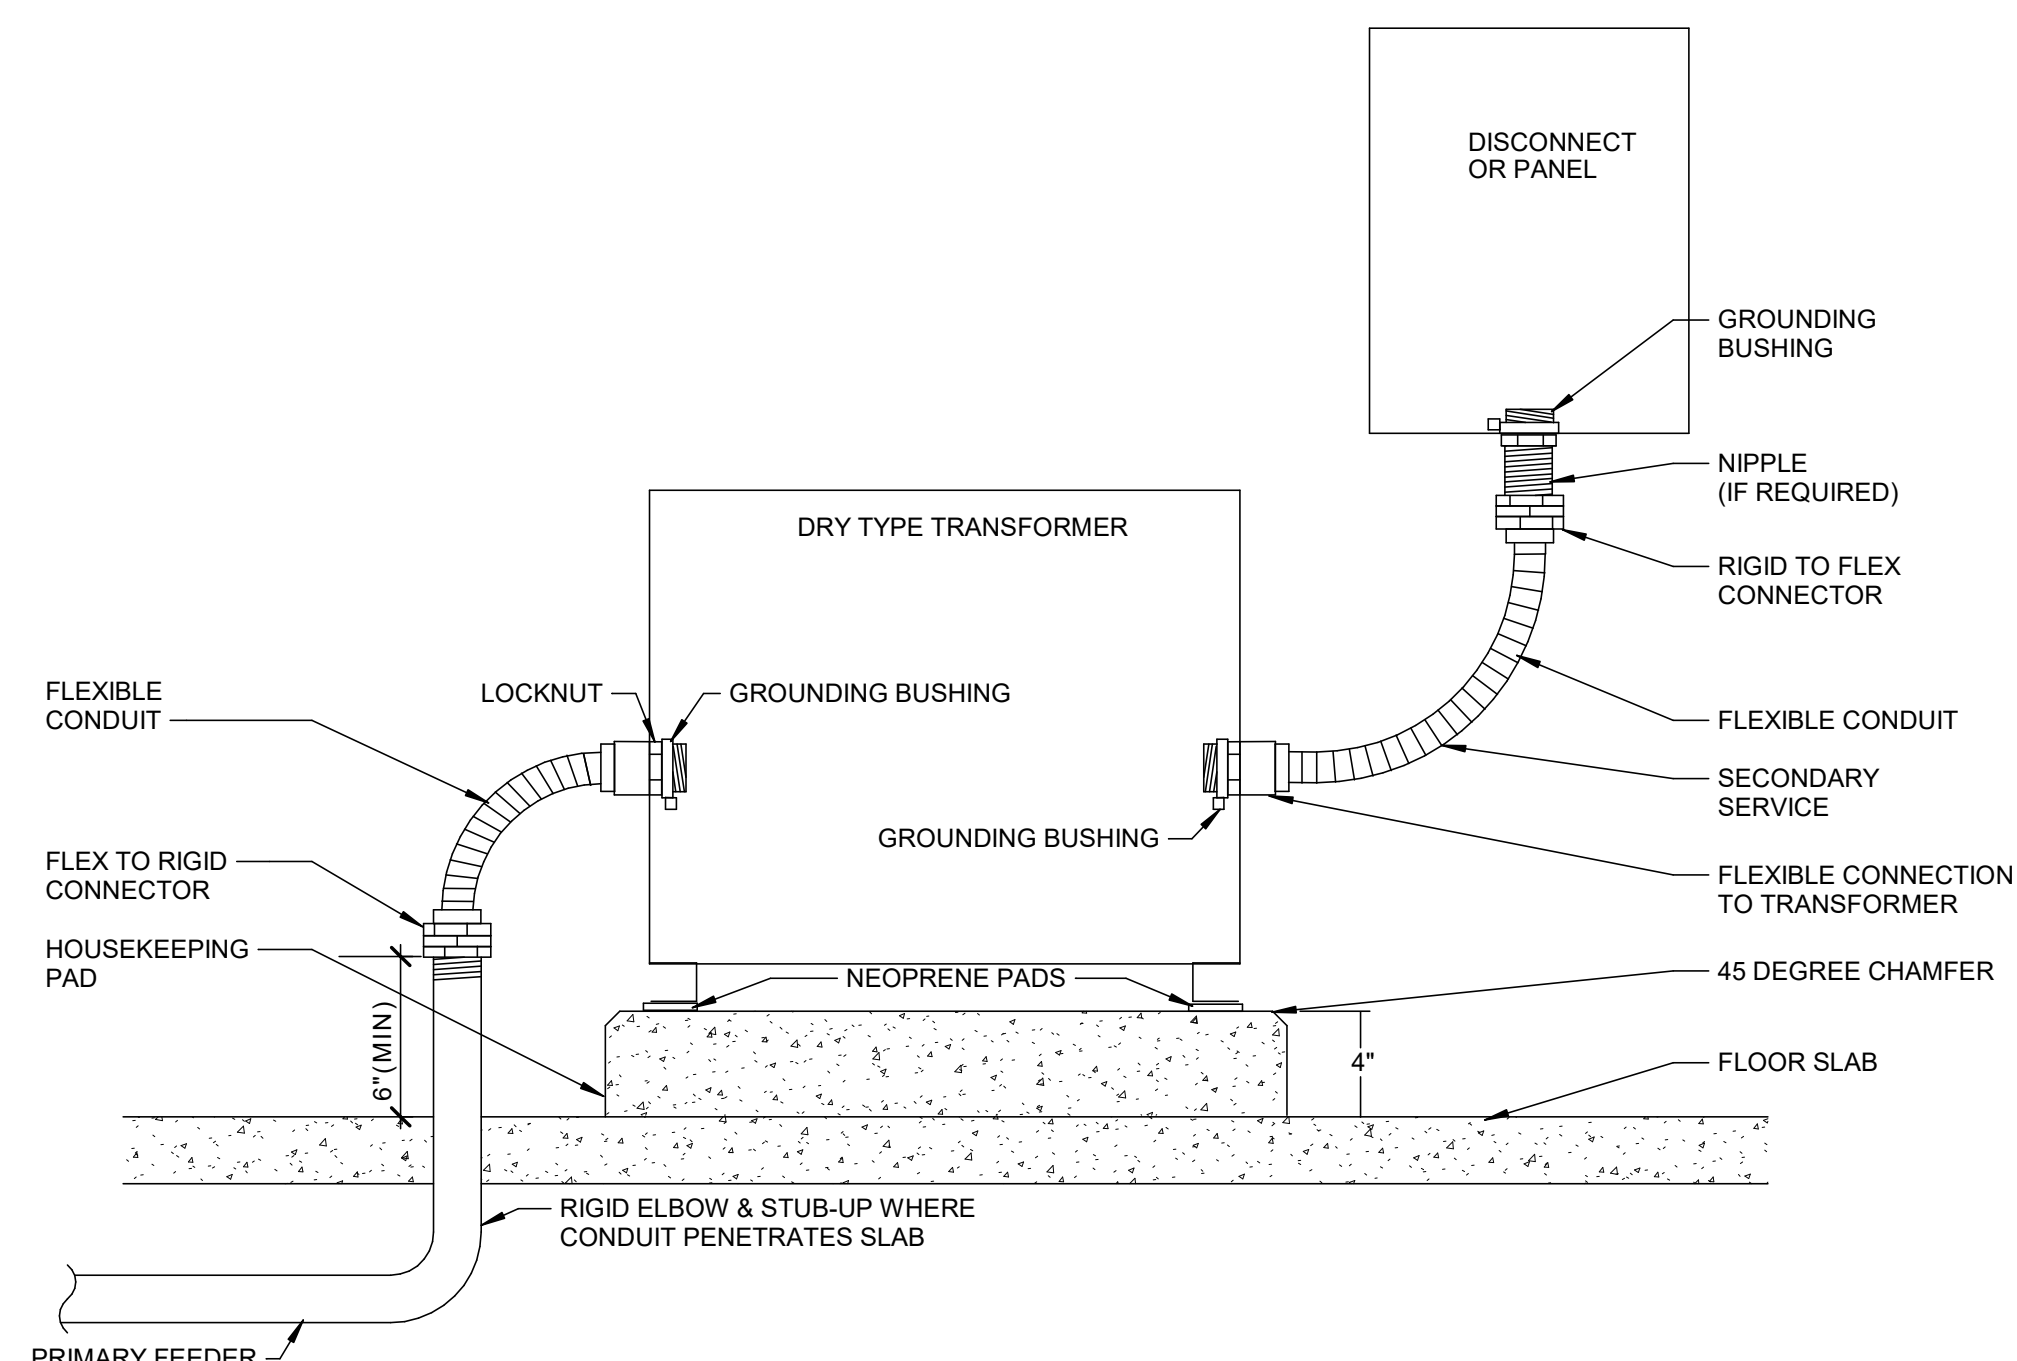 DISCONNECT
OR PANEL
GROUNDING
BUSHING
NIPPLE
(IF REQUIRED)
DRY TYPE TRANSFORMER
RIGID TO FLEX
CONNECTOR
FLEXIBLE
CONDUIT
LOCKNUT
GROUNDING BUSHING
FLEXIBLE CONDUIT
SECONDARY
SERVICE
GROUNDING BUSHING
FLEX TO RIGID
CONNECTOR
FLEXIBLE CONNECTION
TO TRANSFORMER
HOUSEKEEPING
PAD
NEOPRENE PADS
45 DEGREE CHAMFER
6"(MIN)
4"
FLOOR SLAB
RIGID ELBOW & STUB-UP WHERE
CONDUIT PENETRATES SLAB
PRIMARY FEEDER